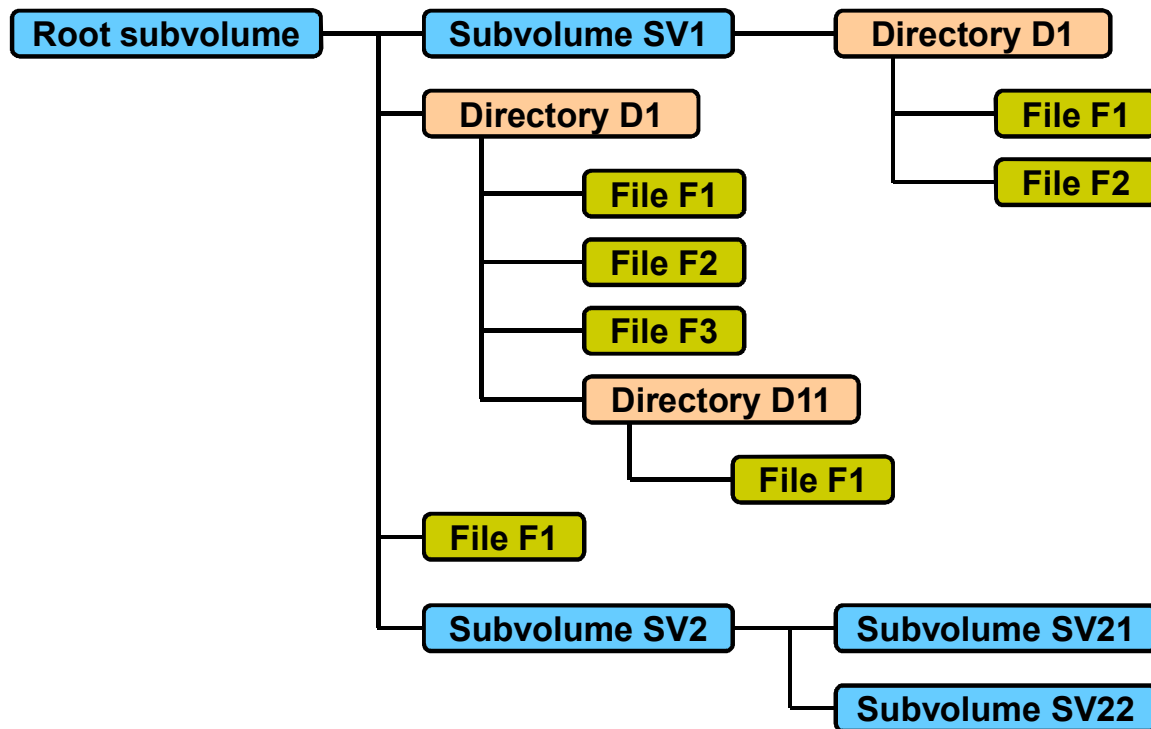 Root subvolume
Subvolume SV1
Directory D1
File F1
File F2
Directory D1
File F1
File F2
File F3
Directory D11
File F1
File F1
Subvolume SV2
Subvolume SV21
Subvolume SV22